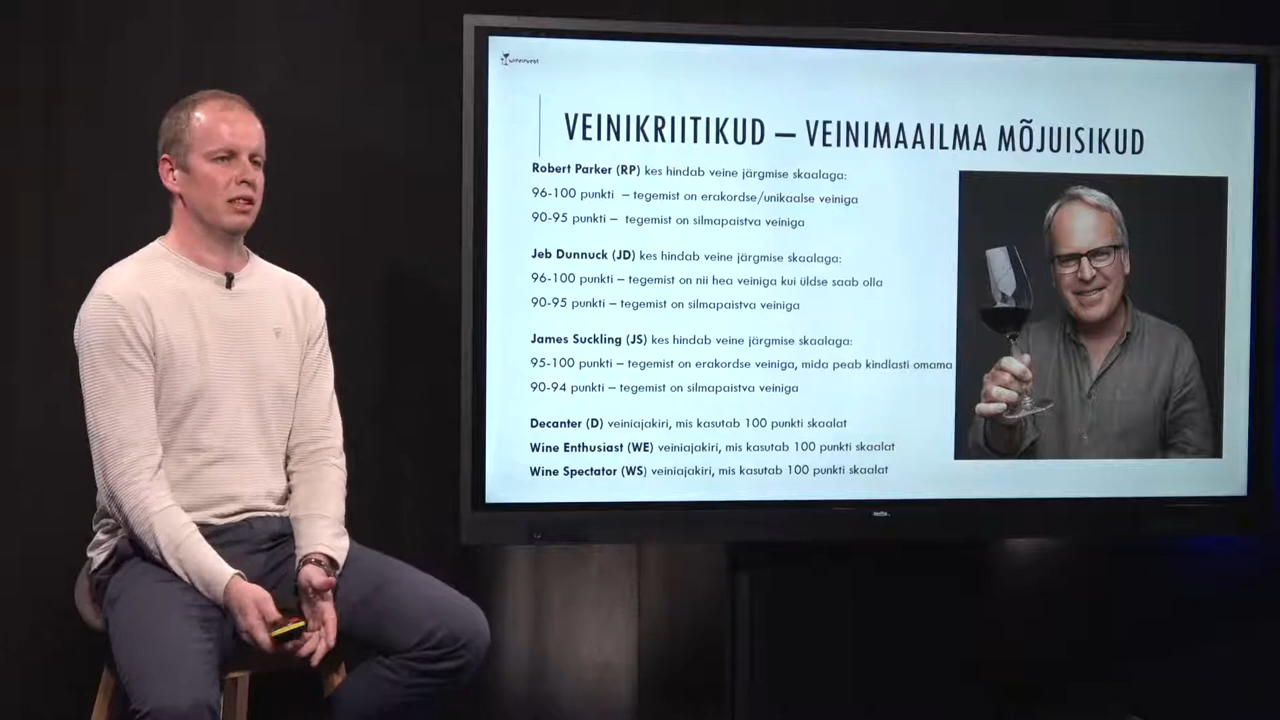 wineinvest
VEINIKRIITIKUD – VEINIMAAILMA MÕJUISIKUD
Robert Parker (RP) kes hindab veine järgmise skaalaga:
96-100 punkti – tegemist on erakordse/unikaalse veiniga
90-95 punkti – tegemist on silmapaistva veiniga
Jeb Dunnuck (JD) kes hindab veine järgmise skaalaga:
96-100 punkti – tegemist on nii hea veiniga kui üldse saab olla
90-95 punkti – tegemist on silmapaistva veiniga
James Suckling (JS) kes hindab veine järgmise skaalaga:
95-100 punkti – tegemist on erakordse veiniga, mida peab kindlasti omama
90-94 punkti – tegemist on silmapaistva veiniga
Decanter (D) veiniajakiri, mis kasutab 100 punkti skaalat
Wine Enthusiast (WE) veiniajakiri, mis kasutab 100 punkti skaalat
Wine Spectator (WS) veiniajakiri, mis kasutab 100 punkti skaalat